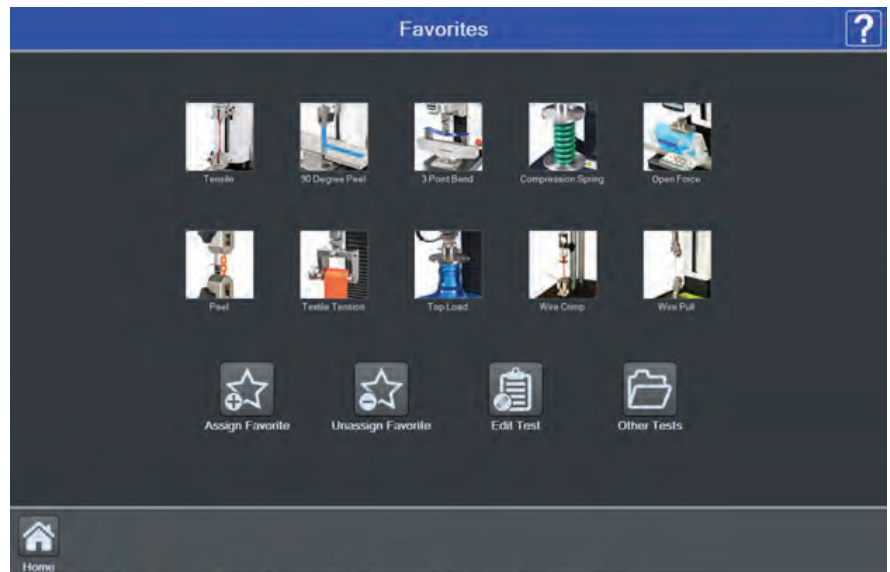 Favorites
?
Tensile
90 Degree Peel
3 Point Bend
Compression Spring
Open Force
Peel
Textile Tension
Top Load
Wire Crimp
Wire Pull
Assign Favorite
Unassign Favorite
Edit Test
Other Tests
Home